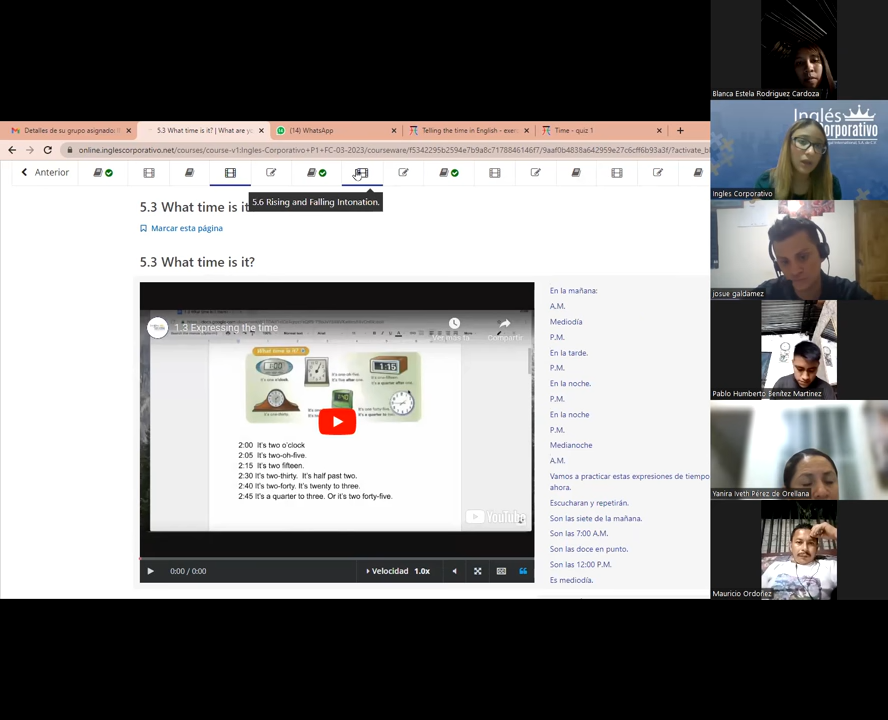 Detalles de su grupo asignado:
5.3 What time is it? | What are yo
(14) WhatsApp
Telling the time in English - exer
Time - quiz 1
online.inglescorporativo.net/courses/course-v1:Ingles-Corporativo+P1+FC-03-2023/courseware/f5342295b2574e7b9a8c7178846146f7/9aaf0b4838a642959e27c6cff6b93a3f/?activate_bl
Anterior
5.6 Rising and Falling Intonation.
5.3 What time is it
Marcar esta página
5.3 What time is it?
1.3 Expressing the time
Ver más ta
Compartir
What time is it?
2:00 It's two o'clock
2:05 It's two-oh-five.
2:15 It's two fifteen.
2:30 It's two-thirty. It's half past two.
2:40 It's two-forty. It's twenty to three.
2:45 It's a quarter to three. Or it's two forty-five.
YouTube
0:00 / 0:00
Velocidad 1.0x
En la mañana:
A.M.
Mediodía
P.M.
En la tarde.
P.M.
En la noche.
P.M.
En la noche
P.M.
Medianoche
A.M.
Vamos a practicar estas expresiones de tiempo
ahora.
Escucharan y repetirán.
Son las siete de la mañana.
Son las 7:00 A.M.
Son las doce en punto.
Son las 12:00 P.M.
Es mediodía.
Blanca Estela Rodriguez Cardoza
Inglés
Corporativo
Ingles Corporativo
josue galdamez
Pablo Humberto Benítez Martinez
Yanira Iveth Pérez de Orellana
Mauricio Ordoñez